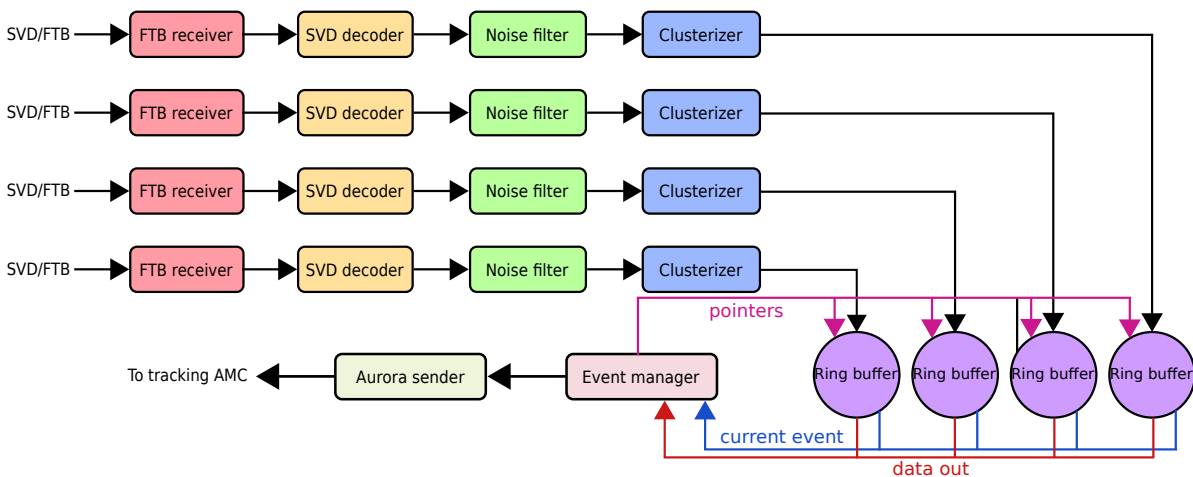 SVD/FTB FTB receiver SVD decoder Noise filter Clusterizer
SVD/FTB FTB receiver SVD decoder Noise filter Clusterizer
SVD/FTB FTB receiver SVD decoder Noise filter Clusterizer
SVD/FTB FTB receiver SVD decoder Noise filter Clusterizer
pointers
To tracking AMC Aurora sender Event manager Ring buffer Ring buffer Ring buffer Ring buffer
current event
data out